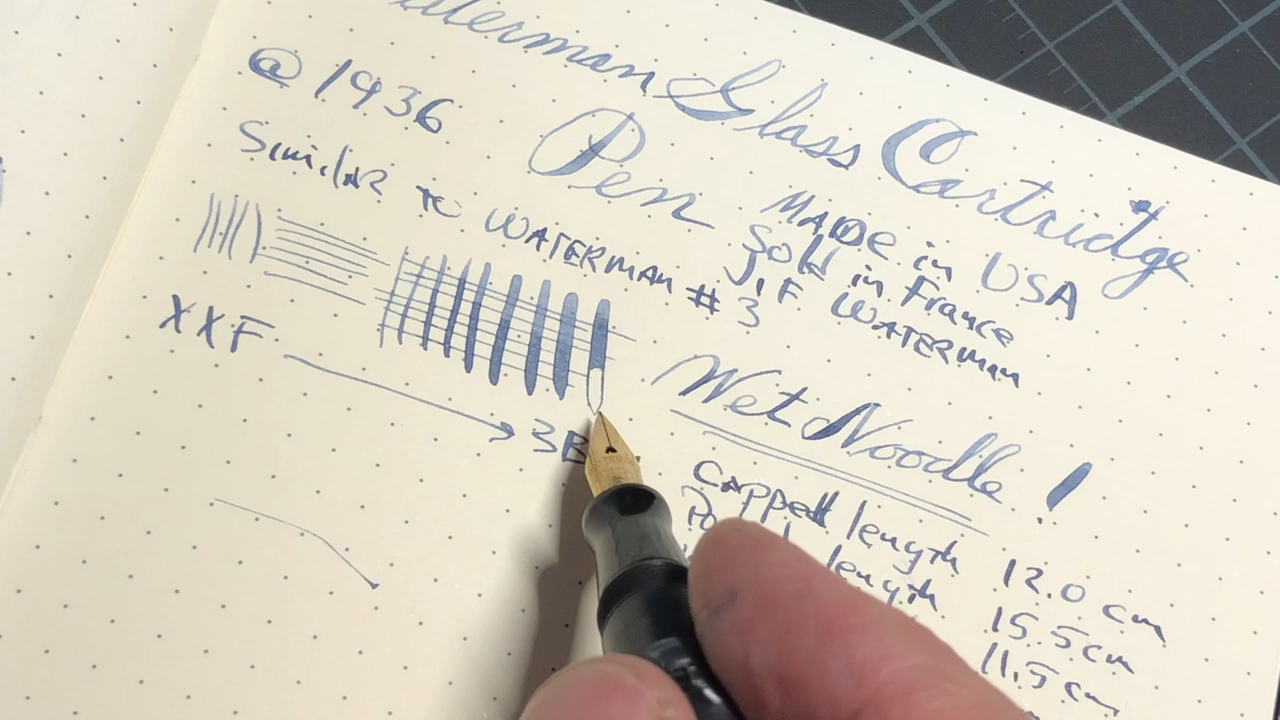 Waterman Glass Cartridge
Pen
@ 1936
Similar to WATERMAN # 3
MADE in USA
Sold in France
J.F WATERMAN
XXF
3B
Wet Noodle !
Capped length 12.0 cm
length 15.5 cm
11.5 cm